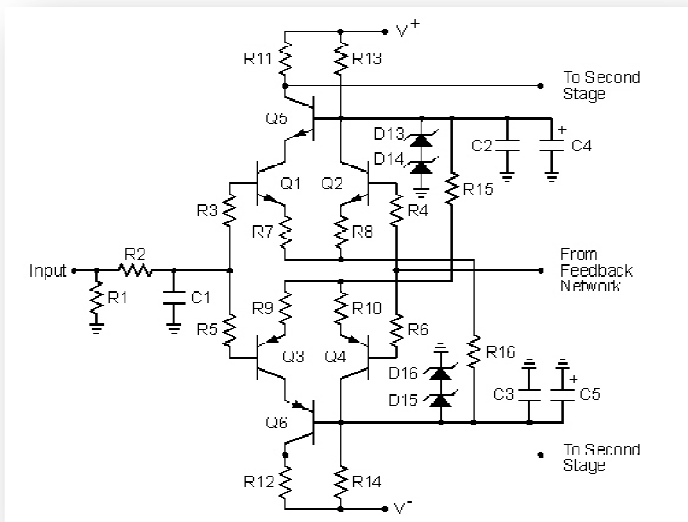 V+
R11
R13
To Second
Stage
Q5
D13
D14
C2
+
C4
Q1
Q2
R15
R3
R4
R7
R8
R2
Input
From
Feedback
Network
R1
C1
R9
R10
R5
R6
Q3
Q4
R16
D16
D15
C3
+
C5
Q6
To Second
Stage
R12
R14
V-